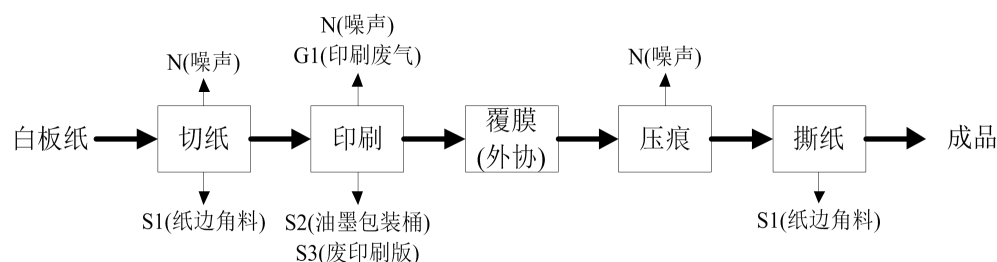 N(噪声)
G1(印刷废气)
N(噪声)
N(噪声)
白板纸
切纸
印刷
覆膜
(外协)
压痕
撕纸
成品
S1(纸边角料)
S2(油墨包装桶)
S3(废印刷版)
S1(纸边角料)